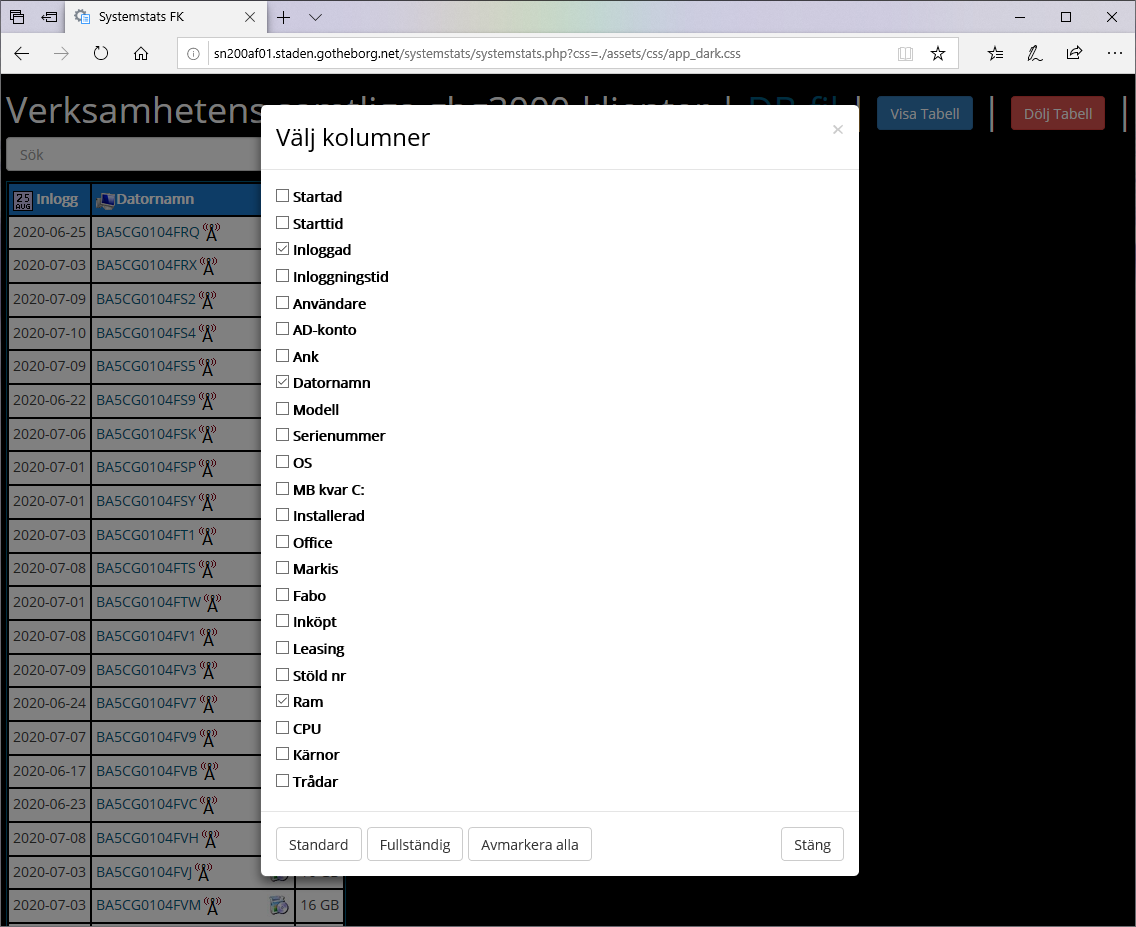 Systemstats FK
sn200af01.staden.gotheborg.net/systemstats/systemstats.php?css=./assets/css/app_dark.css
Verksamhetens samtliga gbg2000 klienter | DB-fil |
Visa Tabell
|
Dölj Tabell
|
Sök
25 AUG Inlogg Datornamn
2020-06-25 BA5CG0104FRQ
2020-07-03 BA5CG0104FRX
2020-07-09 BA5CG0104FS2
2020-07-10 BA5CG0104FS4
2020-07-09 BA5CG0104FS5
2020-06-22 BA5CG0104FS9
2020-07-06 BA5CG0104FSK
2020-07-01 BA5CG0104FSP
2020-07-01 BA5CG0104FSY
2020-07-03 BA5CG0104FT1
2020-07-08 BA5CG0104FTS
2020-07-01 BA5CG0104FTW
2020-07-08 BA5CG0104FV1
2020-07-09 BA5CG0104FV3
2020-06-24 BA5CG0104FV7
2020-07-07 BA5CG0104FV9
2020-06-17 BA5CG0104FVB
2020-06-23 BA5CG0104FVC
2020-07-08 BA5CG0104FVH
2020-07-03 BA5CG0104FVJ 16 GB
2020-07-03 BA5CG0104FVM 16 GB
Välj kolumner
×
Startad
Starttid
Inloggad
Inloggningstid
Användare
AD-konto
Ank
Datornamn
Modell
Serienummer
OS
MB kvar C:
Installerad
Office
Markis
Fabo
Inköpt
Leasing
Stöld nr
Ram
CPU
Kärnor
Trådar
Standard
Fullständig
Avmarkera alla
Stäng